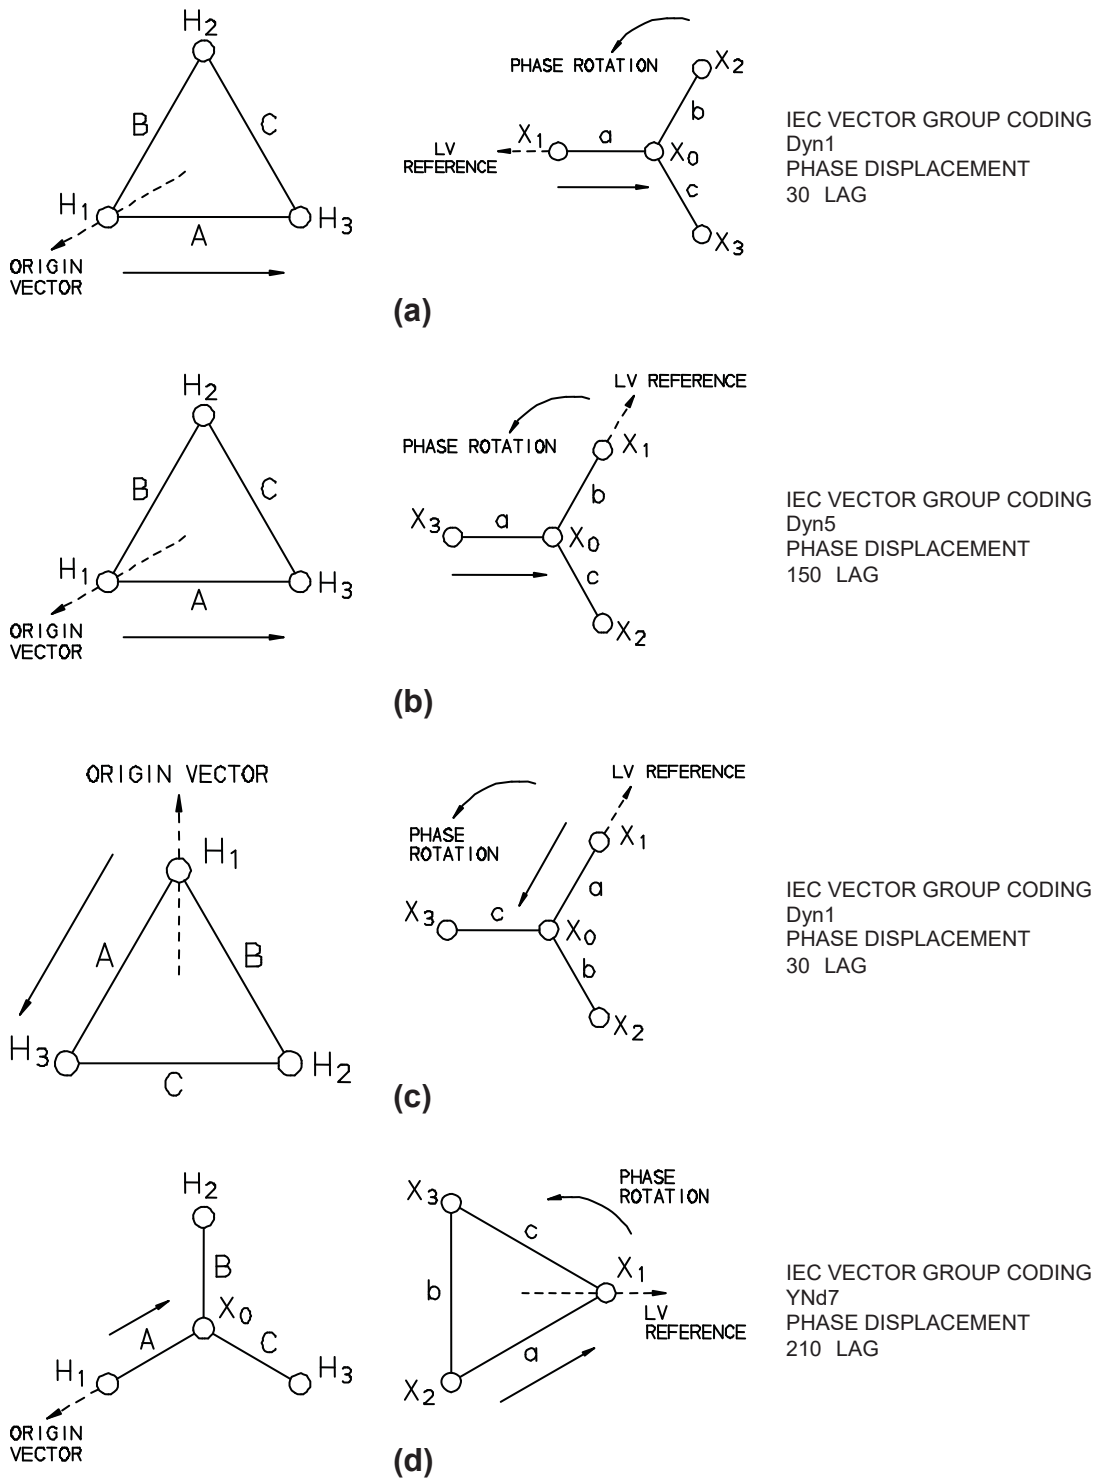 H2
B
C
H1
A
H3
ORIGIN
VECTOR
PHASE ROTATION
X2
b
X1
a
X0
LV
REFERENCE
c
X3
IEC VECTOR GROUP CODING
Dyn1
PHASE DISPLACEMENT
30 LAG
(a)
H2
B
C
H1
A
H3
ORIGIN
VECTOR
LV REFERENCE
PHASE ROTATION
X1
b
X3
a
X0
c
X2
IEC VECTOR GROUP CODING
Dyn5
PHASE DISPLACEMENT
150 LAG
(b)
ORIGIN VECTOR
H1
A
B
H3
H2
C
LV REFERENCE
PHASE
ROTATION
X1
a
X3
c
X0
b
X2
IEC VECTOR GROUP CODING
Dyn1
PHASE DISPLACEMENT
30 LAG
(c)
H2
B
X0
A
C
H1
H3
ORIGIN
VECTOR
PHASE
ROTATION
X3
c
X1
b
LV
REFERENCE
a
X2
IEC VECTOR GROUP CODING
YNd7
PHASE DISPLACEMENT
210 LAG
(d)